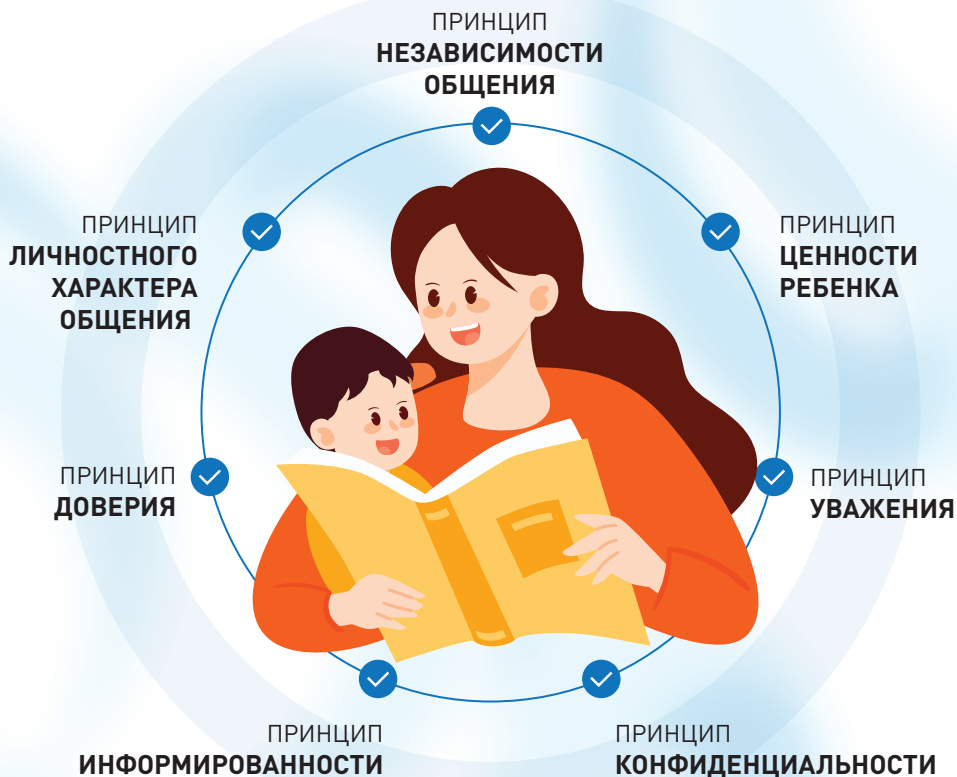 ПРИНЦИП
НЕЗАВИСИМОСТИ
ОБЩЕНИЯ
ПРИНЦИП
ЦЕННОСТИ
РЕБЕНКА
ПРИНЦИП
УВАЖЕНИЯ
ПРИНЦИП
КОНФИДЕНЦИАЛЬНОСТИ
ПРИНЦИП
ИНФОРМИРОВАННОСТИ
ПРИНЦИП
ДОВЕРИЯ
ПРИНЦИП
ЛИЧНОСТНОГО
ХАРАКТЕРА
ОБЩЕНИЯ